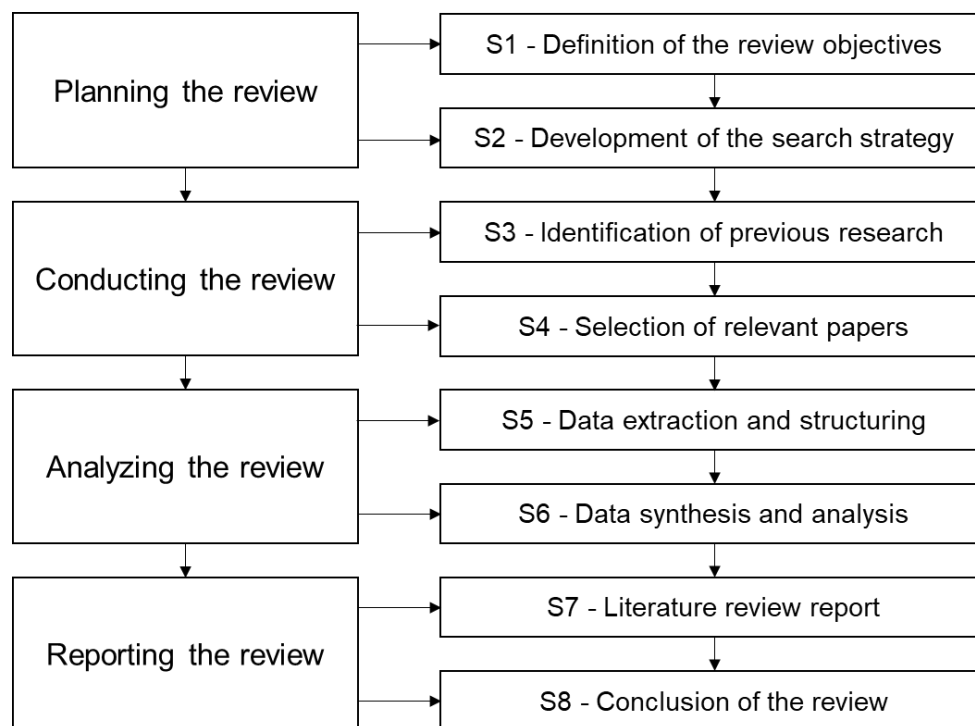 Planning the review
S1 - Definition of the review objectives
S2 - Development of the search strategy
Conducting the review
S3 - Identification of previous research
S4 - Selection of relevant papers
Analyzing the review
S5 - Data extraction and structuring
S6 - Data synthesis and analysis
Reporting the review
S7 - Literature review report
S8 - Conclusion of the review